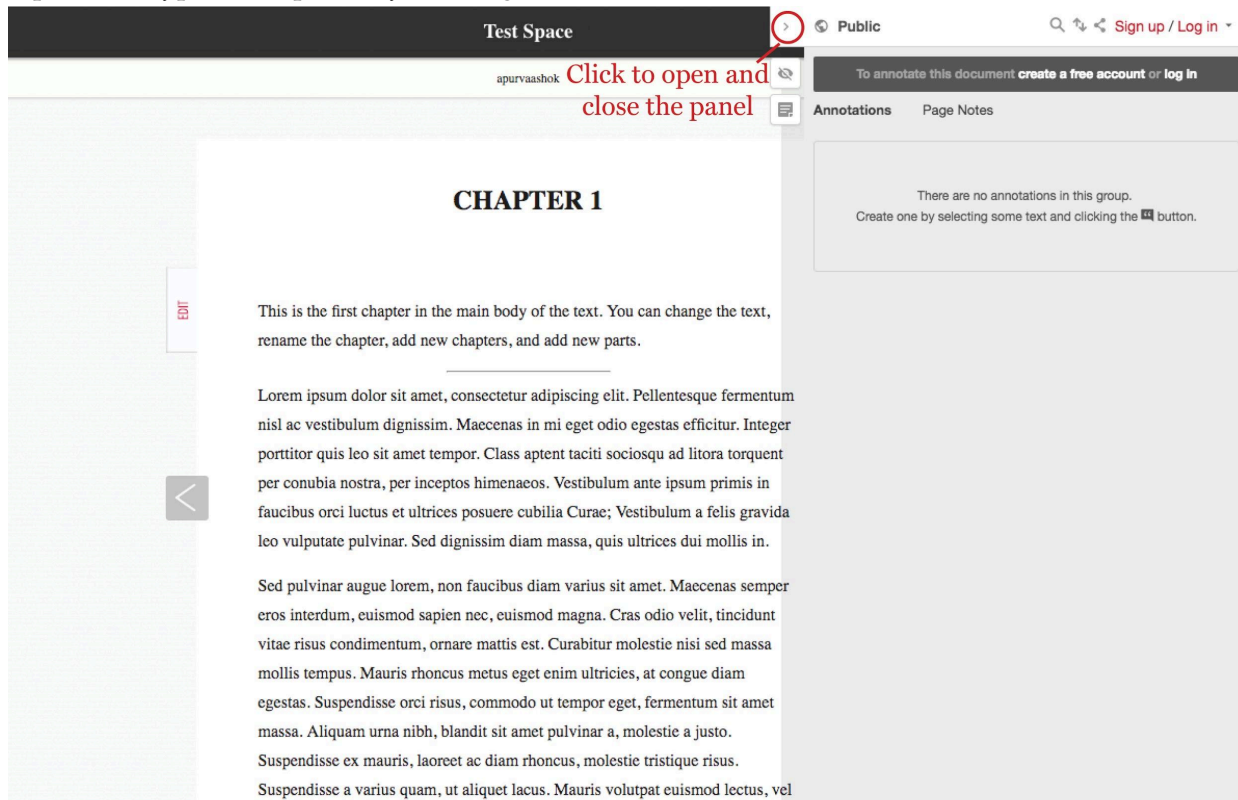 Test Space
Public
Sign up / Log in
apurvaashok
Click to open and
close the panel
To annotate this document create a free account or log in
Annotations Page Notes
There are no annotations in this group.
Create one by selecting some text and clicking the button.
CHAPTER 1
EDIT
This is the first chapter in the main body of the text. You can change the text,
rename the chapter, add new chapters, and add new parts.
Lorem ipsum dolor sit amet, consectetur adipiscing elit. Pellentesque fermentum
nisl ac vestibulum dignissim. Maecenas in mi eget odio egestas efficitur. Integer
porttitor quis leo sit amet tempor. Class aptent taciti sociosqu ad litora torquent
per conubia nostra, per inceptos himenaeos. Vestibulum ante ipsum primis in
faucibus orci luctus et ultrices posuere cubilia Curae; Vestibulum a felis gravida
leo vulputate pulvinar. Sed dignissim diam massa, quis ultrices dui mollis in.
Sed pulvinar augue lorem, non faucibus diam varius sit amet. Maecenas semper
eros interdum, euismod sapien nec, euismod magna. Cras odio velit, tincidunt
vitae risus condimentum, ornare mattis est. Curabitur molestie nisi sed massa
mollis tempus. Mauris rhoncus metus eget enim ultricies, at congue diam
egestas. Suspendisse orci risus, commodo ut tempor eget, fermentum sit amet
massa. Aliquam urna nibh, blandit sit amet pulvinar a, molestie a justo.
Suspendisse ex mauris, laoreet ac diam rhoncus, molestie tristique risus.
Suspendisse a varius quam, ut aliquet lacus. Mauris volutpat euismod lectus, vel